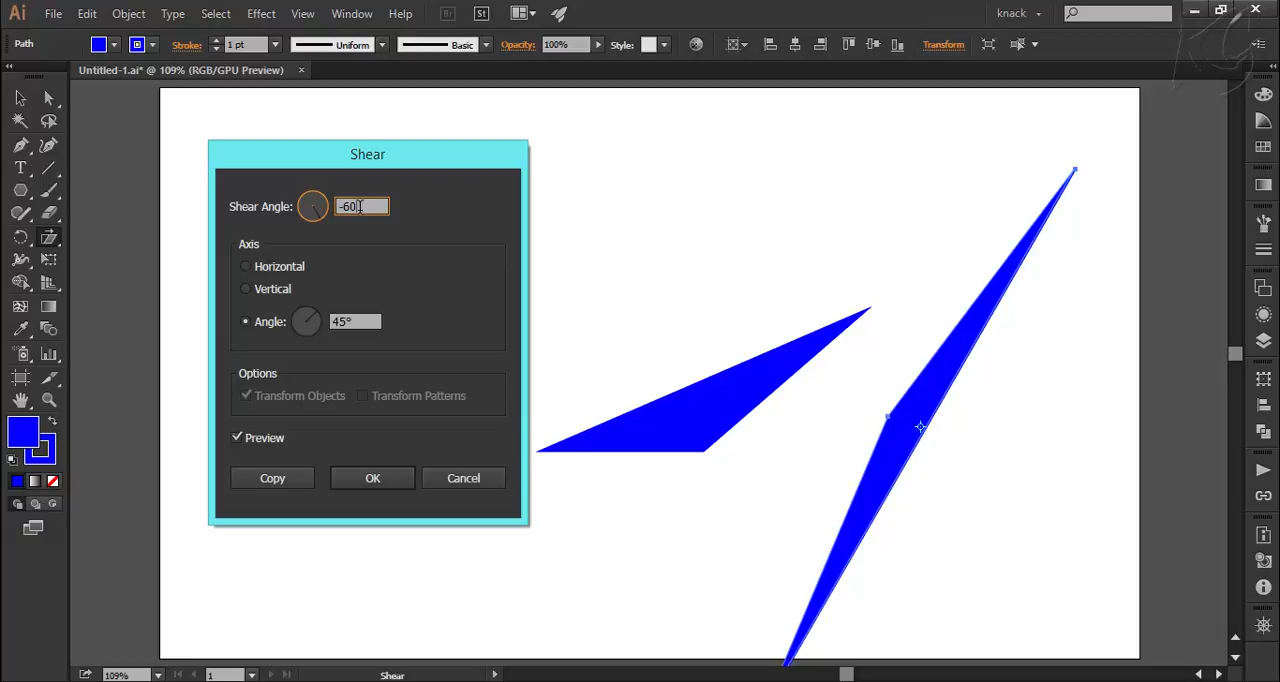 Ai File Edit Object Type Select Effect View Window Help Br St knack
Path Stroke: 1 pt Uniform Basic Opacity: 100% Style: Transform
Untitled-1.ai* @ 109% (RGB/GPU Preview) ×
Shear
Shear Angle: -60
Axis
Horizontal
Vertical
Angle: 45°
Options
Transform Objects Transform Patterns
Preview
Copy OK Cancel
109% 1 Shear